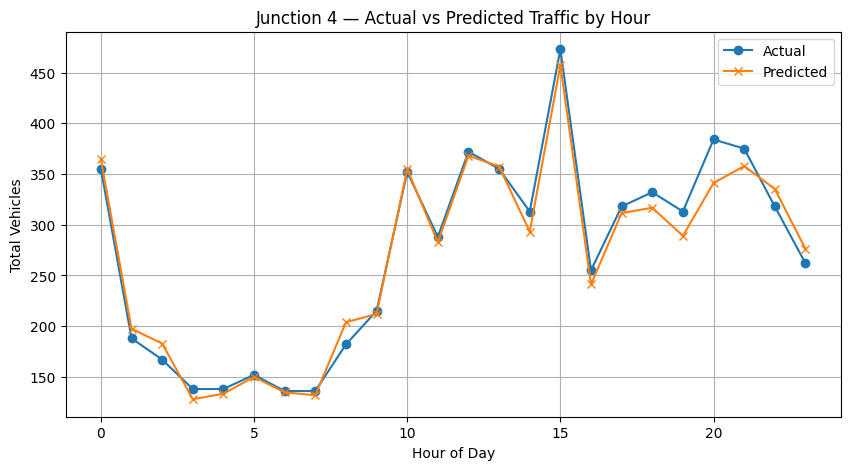 Junction 4 — Actual vs Predicted Traffic by Hour
Actual
Predicted
Total Vehicles
450
400
350
300
250
200
150
0
5
10
15
20
Hour of Day